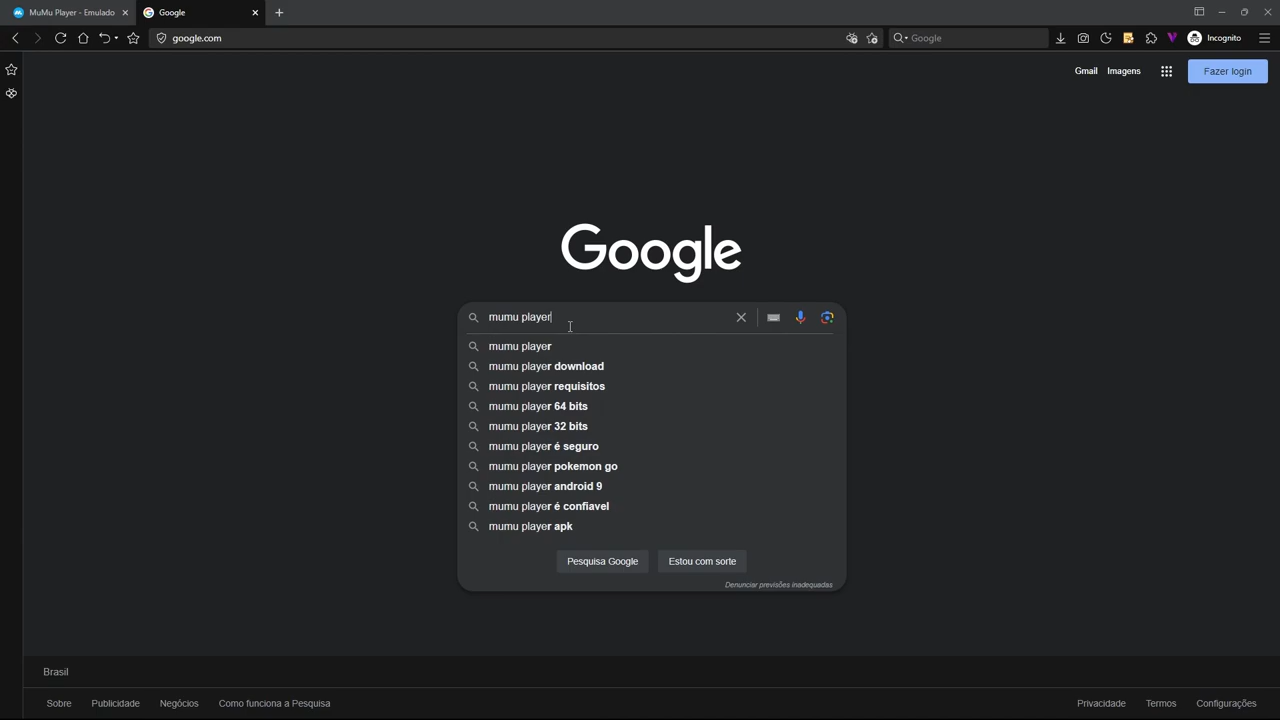 MuMu Player - Emulado
Google
google.com
Google
Incognito
Gmail
Imagens
Fazer login
Google
mumu player
mumu player
mumu player download
mumu player requisitos
mumu player 64 bits
mumu player 32 bits
mumu player é seguro
mumu player pokemon go
mumu player android 9
mumu player é confiavel
mumu player apk
Pesquisa Google
Estou com sorte
Denunciar previsões inadequadas
Brasil
Sobre
Publicidade
Negócios
Como funciona a Pesquisa
Privacidade
Termos
Configurações